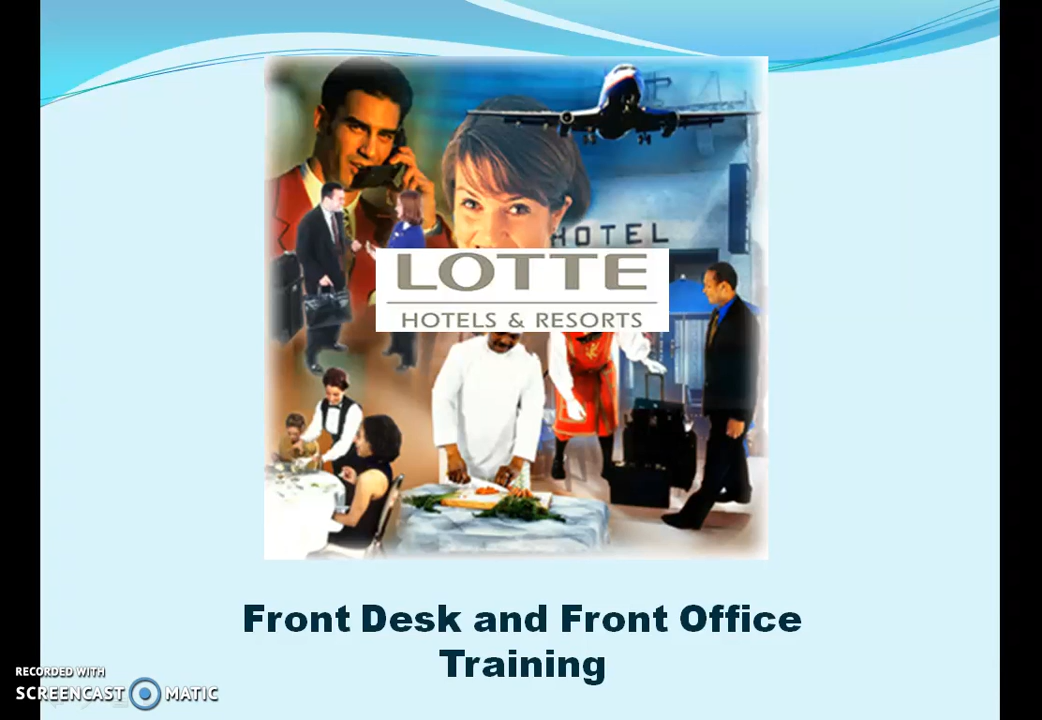 HOTEL
LOTTE
HOTELS & RESORTS
Front Desk and Front Office
Training
RECORDED WITH
SCREENCAST MATIC